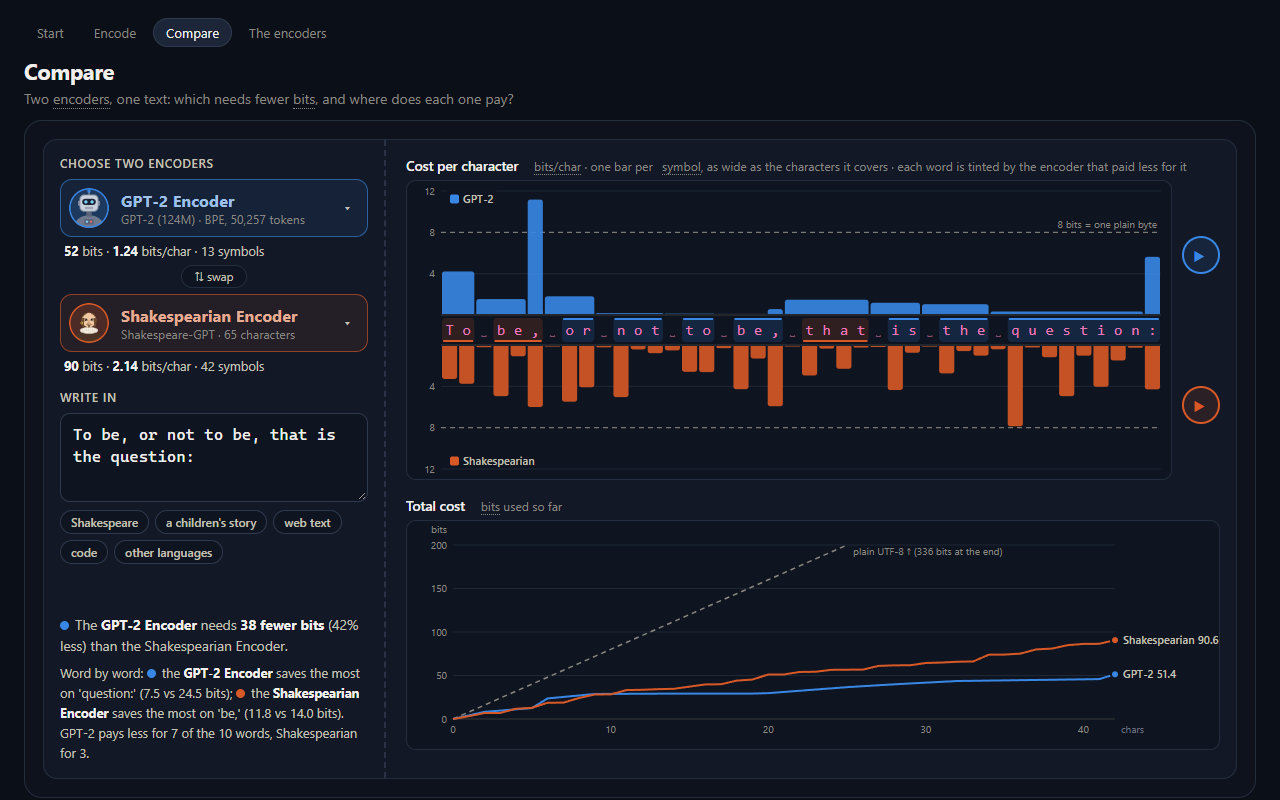 Start Encode Compare The encoders
Compare
Two encoders, one text: which needs fewer bits, and where does each one pay?
CHOOSE TWO ENCODERS
GPT-2 Encoder
GPT-2 (124M) · BPE, 50,257 tokens
52 bits · 1.24 bits/char · 13 symbols
⇅ swap
Shakespearian Encoder
Shakespeare-GPT · 65 characters
90 bits · 2.14 bits/char · 42 symbols
WRITE IN
To be, or not to be, that is
the question:
Shakespeare a children's story web text
code other languages
The GPT-2 Encoder needs 38 fewer bits (42%
less) than the Shakespearian Encoder.
Word by word: the GPT-2 Encoder saves the most
on 'question:' (7.5 vs 24.5 bits); the Shakespearian
Encoder saves the most on 'be,' (11.8 vs 14.0 bits).
GPT-2 pays less for 7 of the 10 words, Shakespearian
for 3.
Cost per character bits/char · one bar per symbol, as wide as the characters it covers · each word is tinted by the encoder that paid less for it
12
GPT-2
8 bits = one plain byte
8
4
To be, or not to be, that is the question:
4
8
Shakespearian
12
Total cost bits used so far
bits
200
plain UTF-8 ↑ (336 bits at the end)
150
100
Shakespearian 90.6
50
GPT-2 51.4
0
0 10 20 30 40 chars